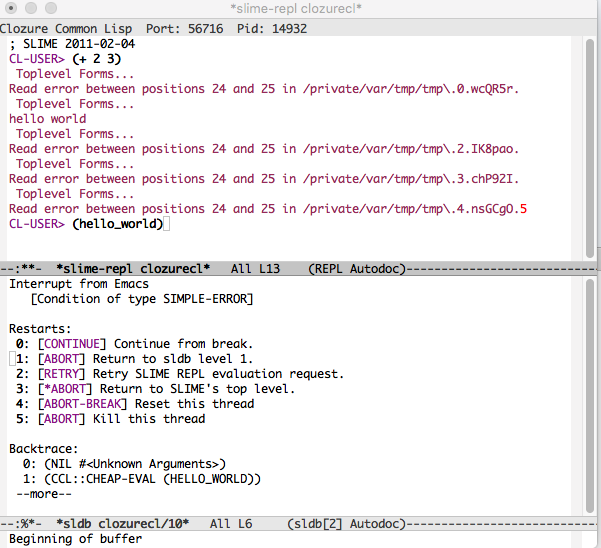 *slime-repl clozurecl*
Clozure Common Lisp  Port: 56716  Pid: 14932
; SLIME 2011-02-04
CL-USER> (+ 2 3)
 Toplevel Forms...
Read error between positions 24 and 25 in /private/var/tmp/tmp\.0.wcQR5r.
 Toplevel Forms...
hello world
 Toplevel Forms...
Read error between positions 24 and 25 in /private/var/tmp/tmp\.2.IK8pao.
 Toplevel Forms...
Read error between positions 24 and 25 in /private/var/tmp/tmp\.3.chP92I.
 Toplevel Forms...
Read error between positions 24 and 25 in /private/var/tmp/tmp\.4.nsGCgO.5
CL-USER> (hello_world)
--:**-  *slime-repl clozurecl*   All L13    (REPL Autodoc)----------------------------
Interrupt from Emacs
   [Condition of type SIMPLE-ERROR]
Restarts:
 0: [CONTINUE] Continue from break.
 1: [ABORT] Return to sldb level 1.
 2: [RETRY] Retry SLIME REPL evaluation request.
 3: [*ABORT] Return to SLIME's top level.
 4: [ABORT-BREAK] Reset this thread
 5: [ABORT] Kill this thread
Backtrace:
  0: (NIL #<Unknown Arguments>)
  1: (CCL::CHEAP-EVAL (HELLO_WORLD))
 --more--
--:%*-  *sldb clozurecl/10*   All L6     (sldb[2] Autodoc)----------------------------
Beginning of buffer